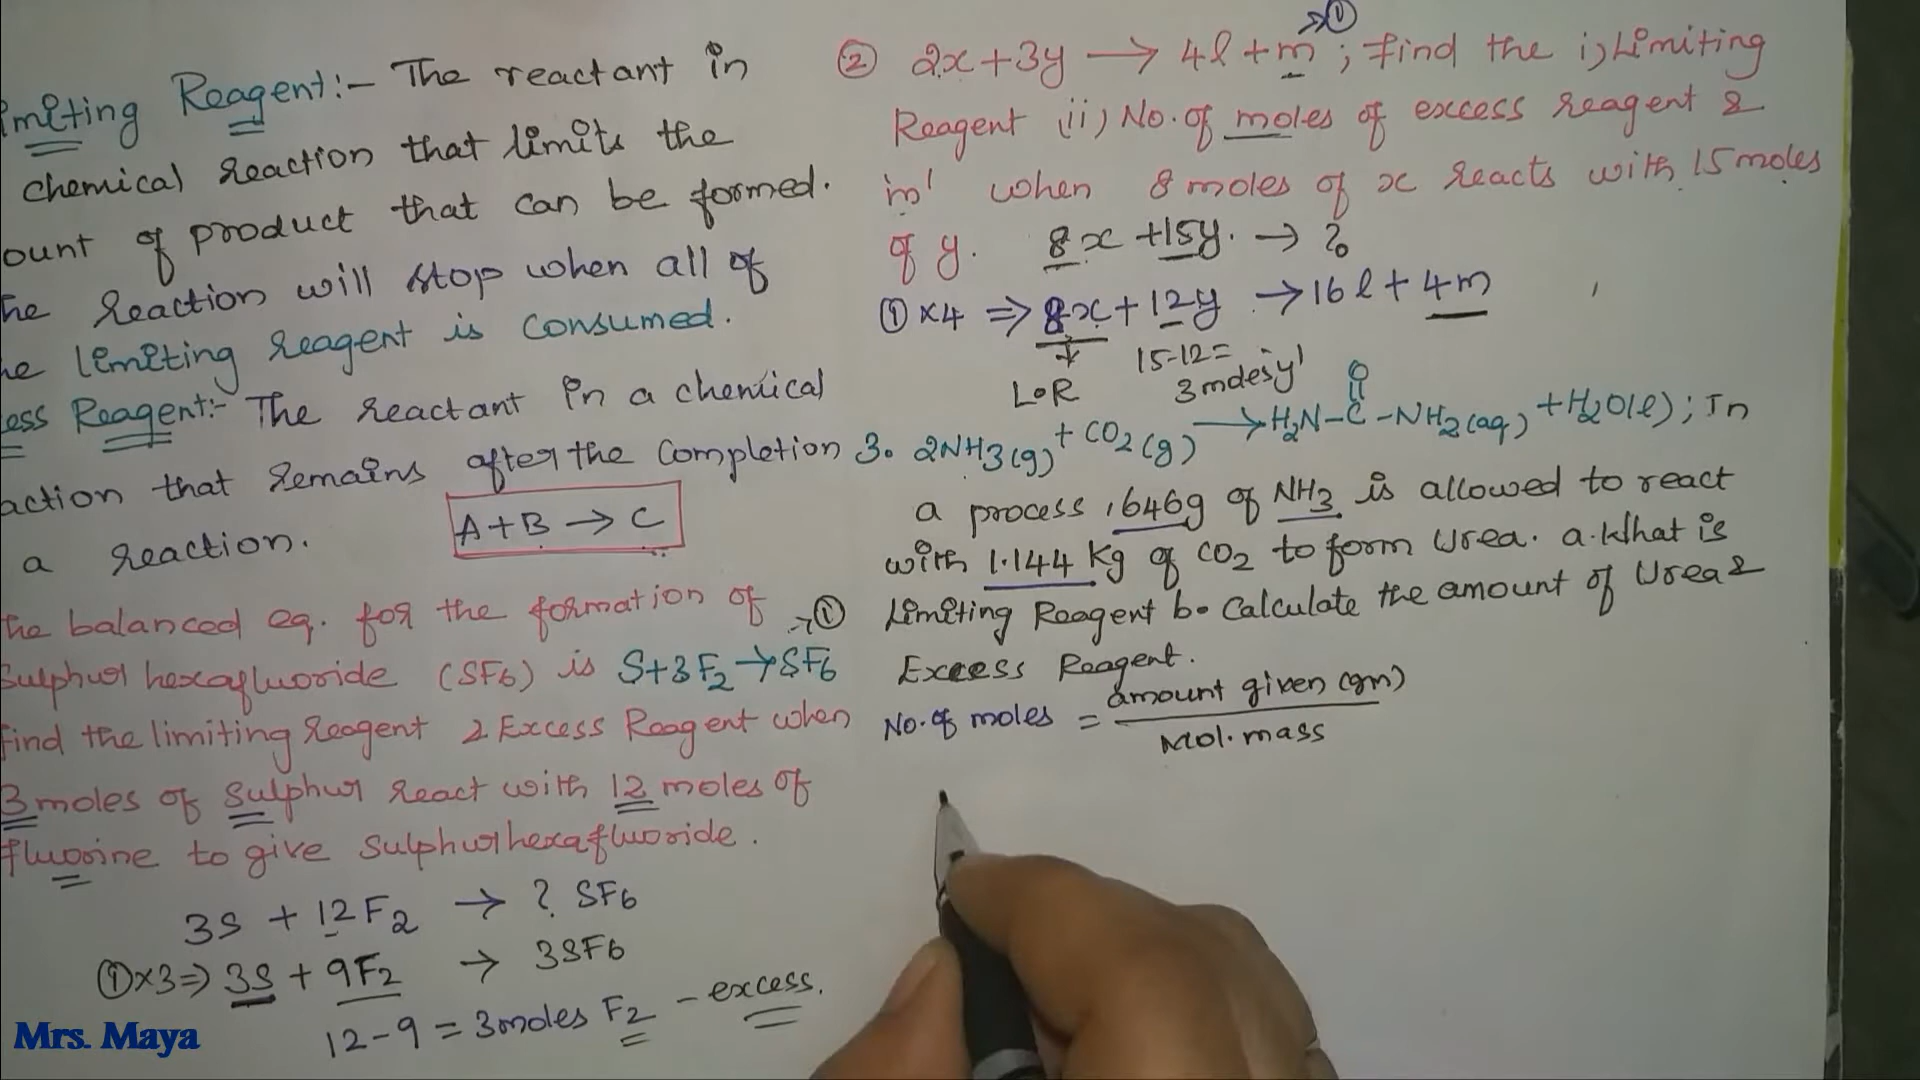 imiting Reagent:- The reactant in
chemical reaction that limits the
ount of product that can be formed.
he reaction will stop when all of
he limiting reagent is consumed.
ess Reagent:- The reactant in a chemical
action that remains after the completion
a reaction.
A+B → C
he balanced eq. for the formation of
Sulphur hexafluoride (SF6) is S+3F2 → SF6 → ①
find the limiting reagent & Excess Reagent when
3 moles of Sulphur react with 12 moles of
fluorine to give sulphurhexafluoride.
3S + 12F2 → ? SF6
①×3 ⇒ 3S + 9F2 → 3SF6
12-9 = 3moles F2 - excess.
Mrs. Maya
② 2x+3y → 4l+m → ①; find the i) Limiting
Reagent (ii) No. of moles of excess reagent &
'm' when 8 moles of x reacts with 15 moles
of y. 8x +15y. → ?
①×4 ⇒ 8x + 12y → 16l + 4m
LoR
15-12=
3 moles 'y'
3. 2NH3(g) + CO2(g) → H2N-C-NH2(aq) + H2O(l); In
O
a process, 646g of NH3 is allowed to react
with 1.144 kg of CO2 to form Urea. a. What is
Limiting Reagent b. Calculate the amount of Urea &
Excess Reagent.
No. of moles = amount given (gm)
Mol. mass